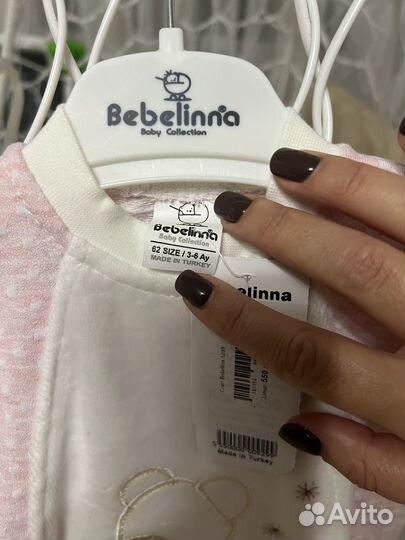 Bebelinna
Baby Collection
Bebelinna
Baby Collection
62 SIZE / 3-6 Ay
MADE IN TURKEY
elinna
550
Made in Turkey
Avito